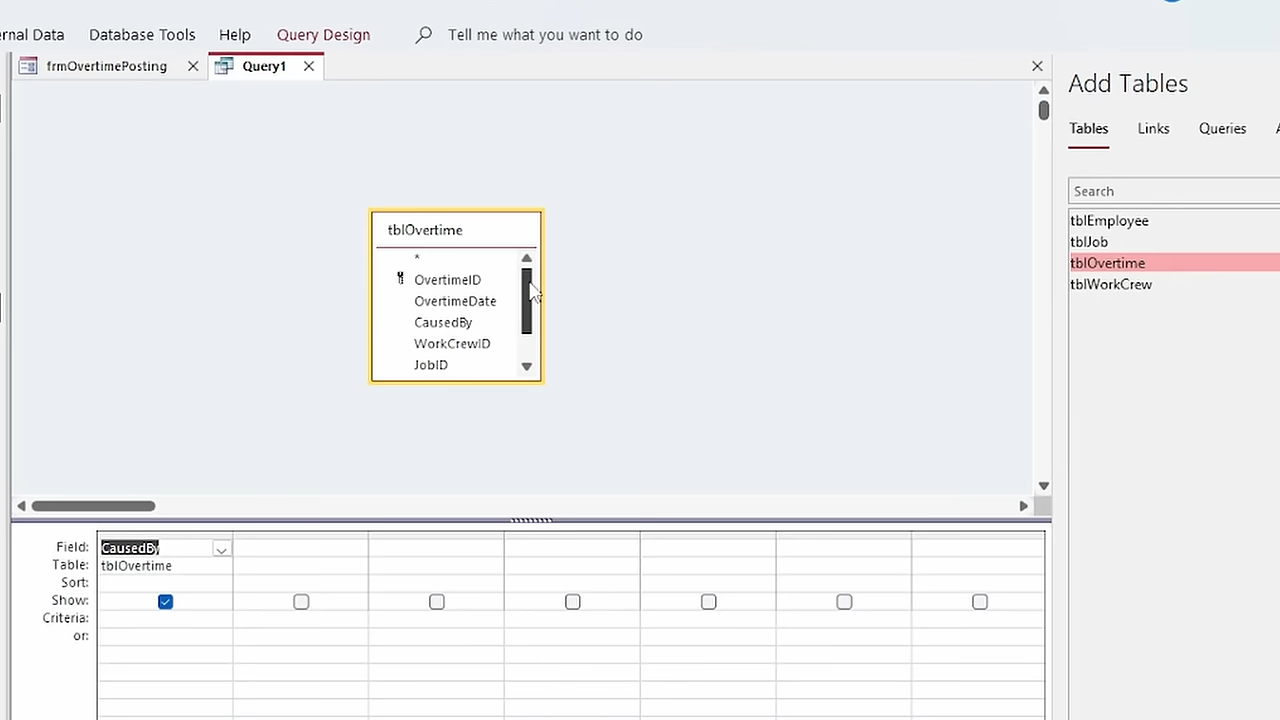 ernal Data Database Tools Help Query Design Tell me what you want to do
frmOvertimePosting Query1
Add Tables
Tables Links Queries
Search
tblEmployee
tblJob
tblOvertime
tblWorkCrew
tblOvertime
*
OvertimeID
OvertimeDate
CausedBy
WorkCrewID
JobID
Field: CausedBy
Table: tblOvertime
Sort:
Show:
Criteria:
or: